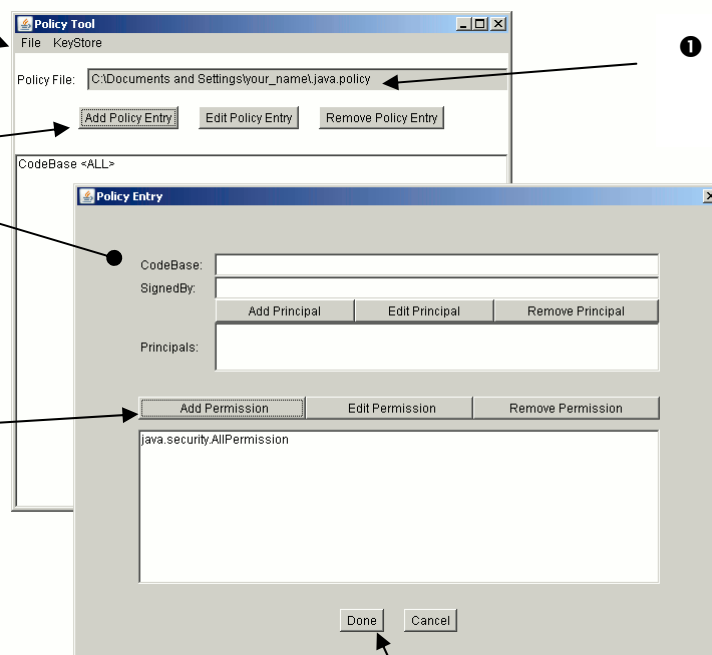 Policy Tool
File KeyStore
❶
Policy File: C:\Documents and Settings\your_name\.java.policy
Add Policy Entry Edit Policy Entry Remove Policy Entry
CodeBase <ALL>
Policy Entry
CodeBase:
SignedBy:
Add Principal Edit Principal Remove Principal
Principals:
Add Permission Edit Permission Remove Permission
java.security.AllPermission
Done Cancel